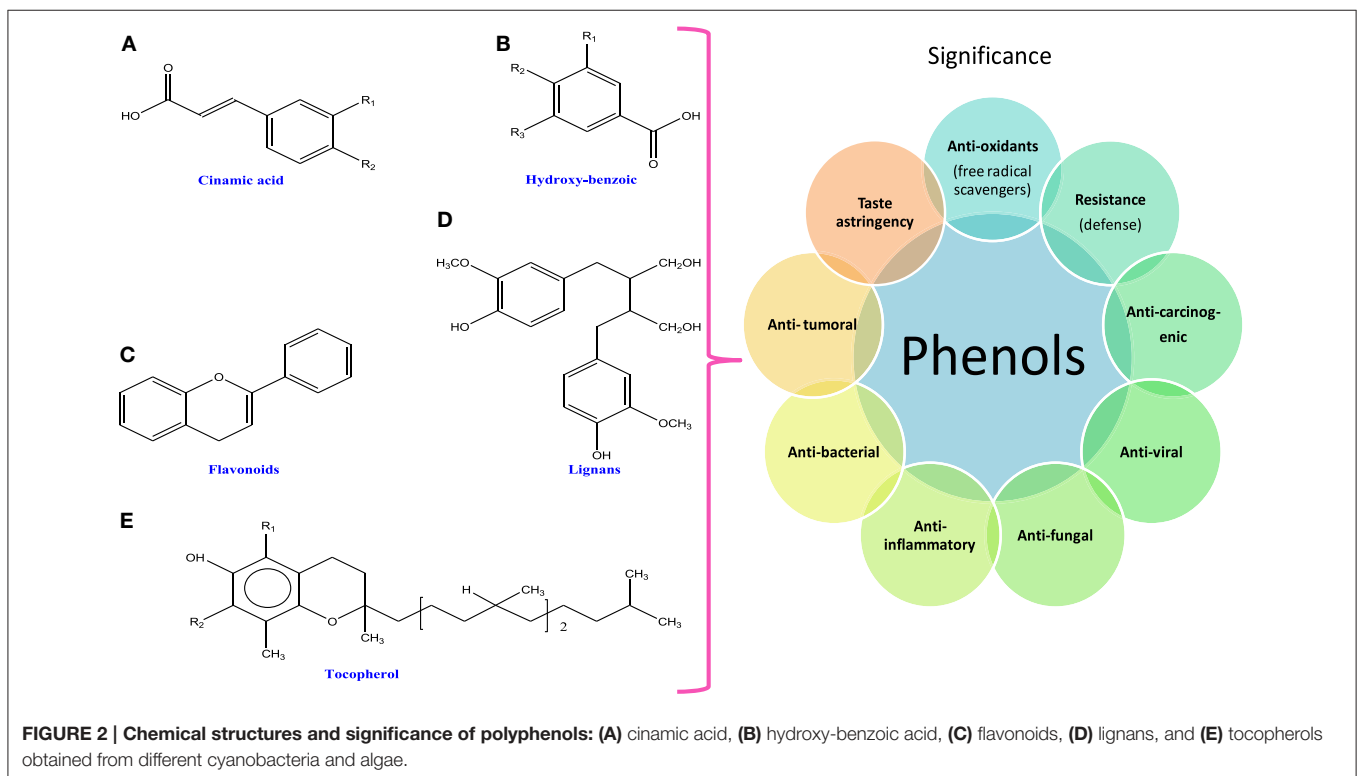 A
O
HO
R1
R2
Cinamic acid
B
R1
R2
R3
OH
O
Hydroxy-benzoic
C
O
Flavonoids
D
H3CO
HO
CH2OH
CH2OH
OCH3
OH
Lignans
E
R1
OH
R2
CH3
O
CH3
H
CH3
2
CH3
CH3
Tocopherol
Significance
Phenols
Anti-oxidants
(free radical
scavengers)
Resistance
(defense)
Anti-carcinog-
enic
Anti-viral
Anti-fungal
Anti-
inflammatory
Anti-bacterial
Anti- tumoral
Taste
astringency
FIGURE 2 | Chemical structures and significance of polyphenols: (A) cinamic acid, (B) hydroxy-benzoic acid, (C) flavonoids, (D) lignans, and (E) tocopherols
obtained from different cyanobacteria and algae.